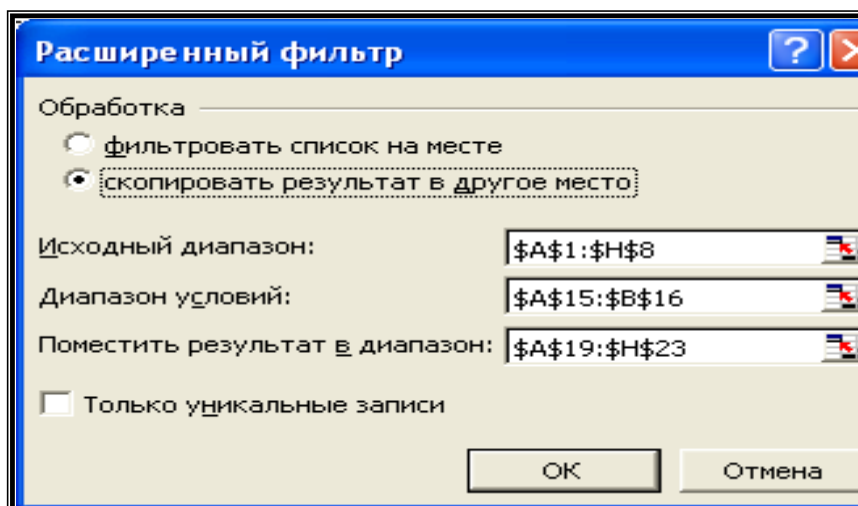 Расширенный фильтр
Обработка
фильтровать список на месте
скопировать результат в другое место
Исходный диапазон: $A$1:$H$8
Диапазон условий: $A$15:$B$16
Поместить результат в диапазон: $A$19:$H$23
Только уникальные записи
ОК Отмена